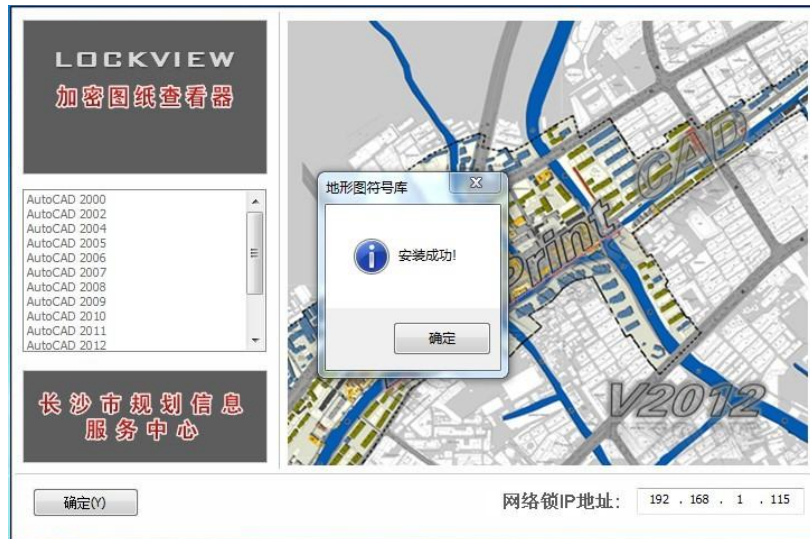 LOCKVIEW
加密图纸查看器
AutoCAD 2000
AutoCAD 2002
AutoCAD 2004
AutoCAD 2005
AutoCAD 2006
AutoCAD 2007
AutoCAD 2008
AutoCAD 2009
AutoCAD 2010
AutoCAD 2011
AutoCAD 2012
长沙市规划信息
服务中心
Print CAD
V2012
地形图符号库
安装成功!
确定
确定(Y)
网络锁IP地址: 192 . 168 . 1 . 115